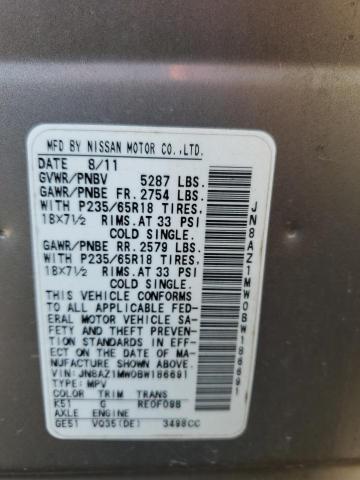 MFD BY NISSAN MOTOR CO.,LTD.
DATE 8/11
GVWR/PNBV 5287 LBS.
GAWR/PNBE FR. 2754 LBS.
WITH P235/65R18 TIRES,
18×7½ RIMS. AT 33 PSI
COLD SINGLE.
GAWR/PNBE RR. 2579 LBS.
WITH P235/65R18 TIRES,
18×7½ RIMS. AT 33 PSI
COLD SINGLE.
THIS VEHICLE CONFORMS
TO ALL APPLICABLE FED-
ERAL MOTOR VEHICLE SA-
FETY AND THEFT PREVEN-
TION STANDARDS IN EFF-
ECT ON THE DATE OF MA-
NUFACTURE SHOWN ABOVE.
VIN: JN8AZ1MW0BW186691
TYPE: MPV
COLOR TRIM TRANS
K51 G RE0F09B
AXLE ENGINE
GE51 VQ35(DE) 3498CC
JN8AZ1MW0BW186691